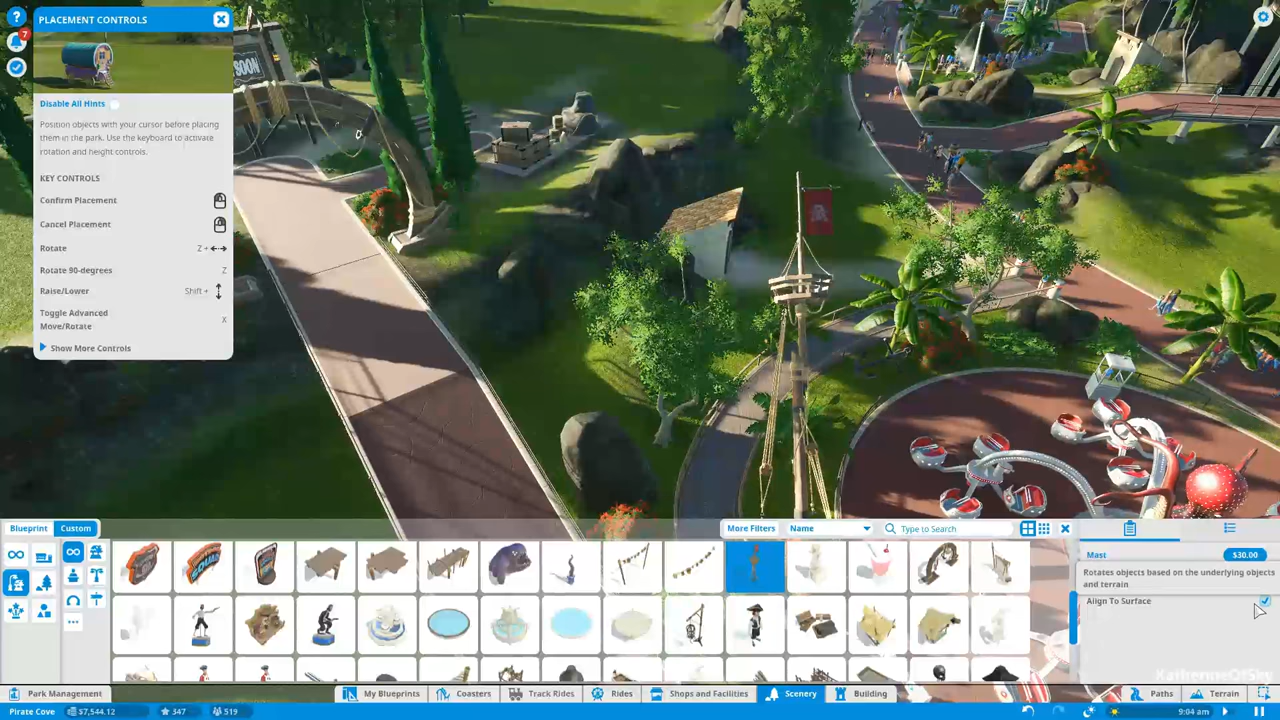 PLACEMENT CONTROLS
7
SOON
Disable All Hints
Position objects with your cursor before placing
them in the park. Use the keyboard to activate
rotation and height controls.
KEY CONTROLS
Confirm Placement
Cancel Placement
Rotate Z +
Rotate 90-degrees Z
Raise/Lower Shift +
Toggle Advanced
Move/Rotate X
Show More Controls
Blueprint Custom More Filters Name Type to Search
Mast $30.00
Rotates objects based on the underlying objects
and terrain
Align To Surface
KatherineOfSky
Park Management My Blueprints Coasters Track Rides Rides Shops and Facilities Scenery Building Paths Terrain
Pirate Cove $7,544.12 347 519 9:04 am